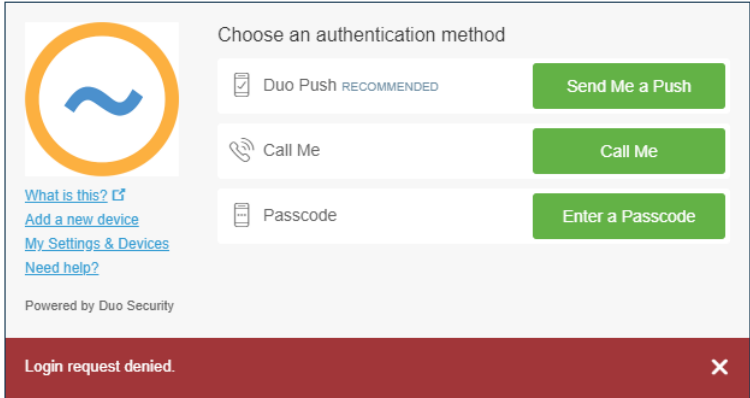 Choose an authentication method
Duo Push RECOMMENDED
Send Me a Push
Call Me
Call Me
Passcode
Enter a Passcode
What is this?
Add a new device
My Settings & Devices
Need help?
Powered by Duo Security
Login request denied.